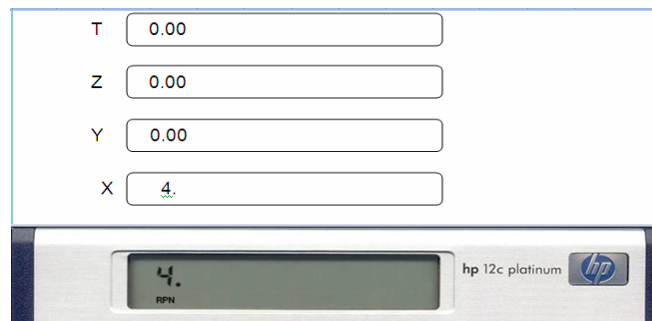 T 0.00
Z 0.00
Y 0.00
X 4.
4.
RPN
hp 12c platinum
hp